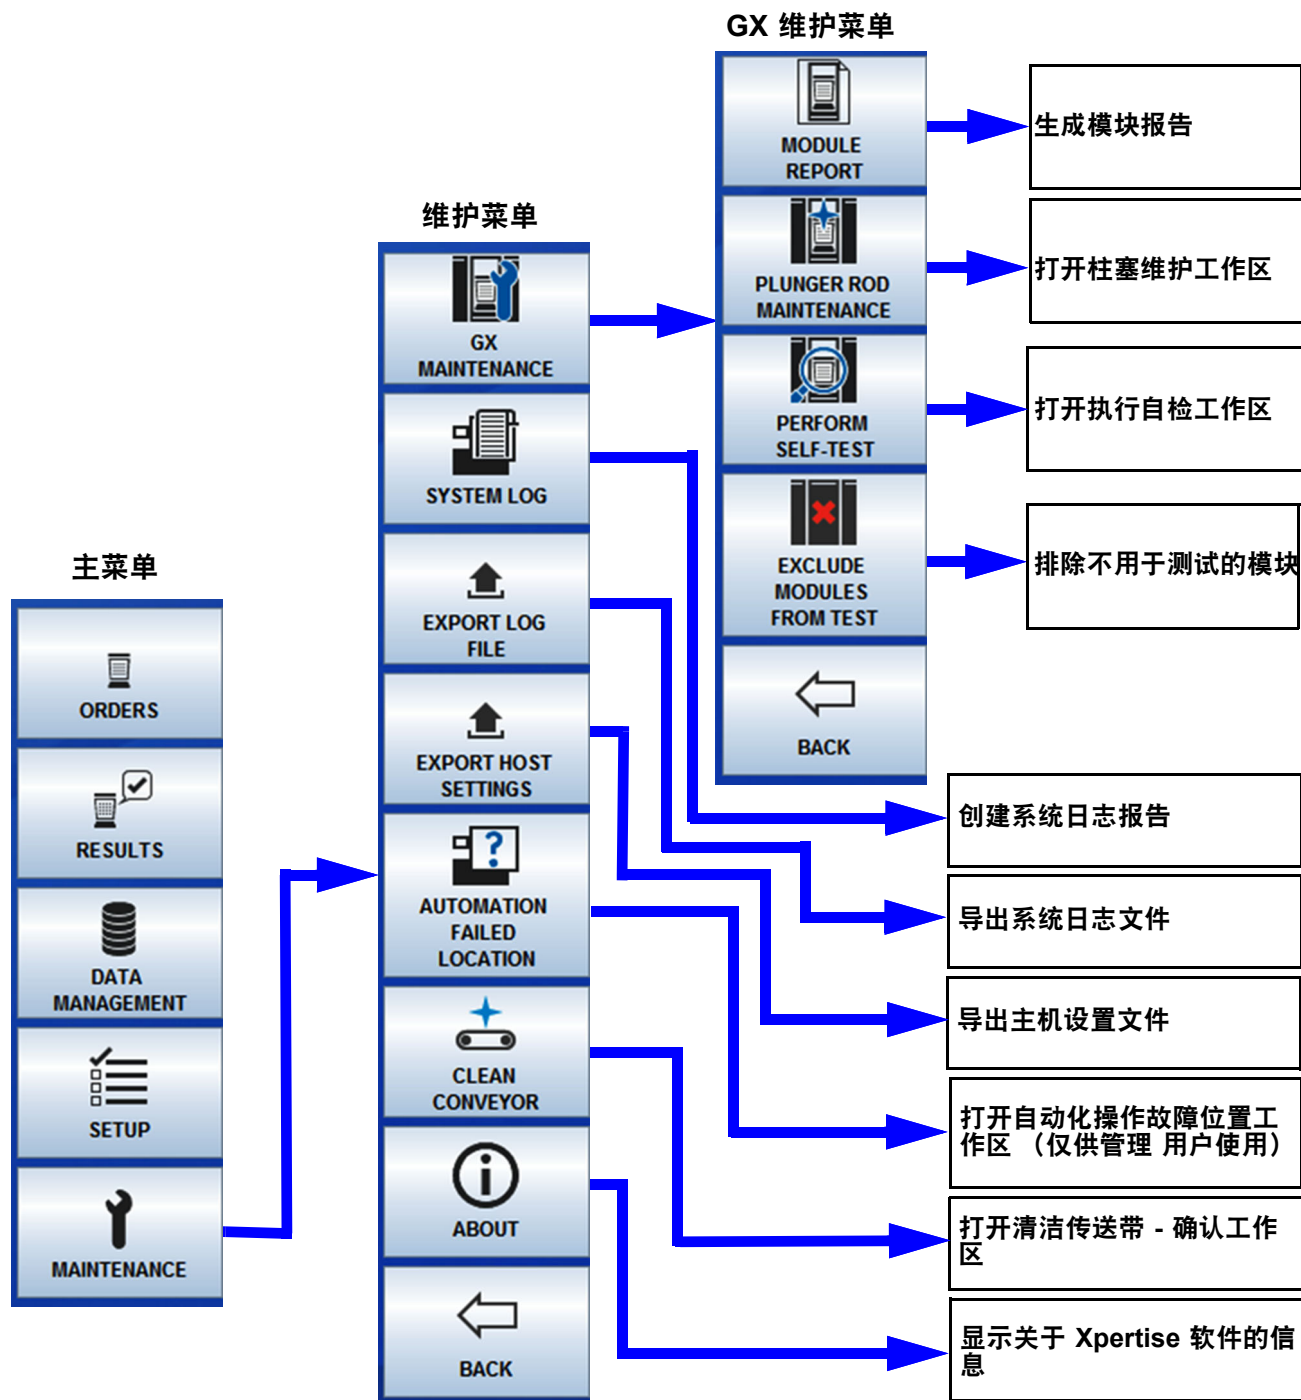 GX 维护菜单
MODULE
REPORT
生成模块报告
PLUNGER ROD
MAINTENANCE
打开柱塞维护工作区
PERFORM
SELF-TEST
打开执行自检工作区
EXCLUDE
MODULES
FROM TEST
排除不用于测试的模块
BACK
维护菜单
GX
MAINTENANCE
SYSTEM LOG
EXPORT LOG
FILE
EXPORT HOST
SETTINGS
AUTOMATION
FAILED
LOCATION
CLEAN
CONVEYOR
ABOUT
BACK
主菜单
ORDERS
RESULTS
DATA
MANAGEMENT
SETUP
MAINTENANCE
创建系统日志报告
导出系统日志文件
导出主机设置文件
打开自动化操作故障位置工
作区 （仅供管理 用户使用）
打开清洁传送带 - 确认工作
区
显示关于 Xpertise 软件的信
息